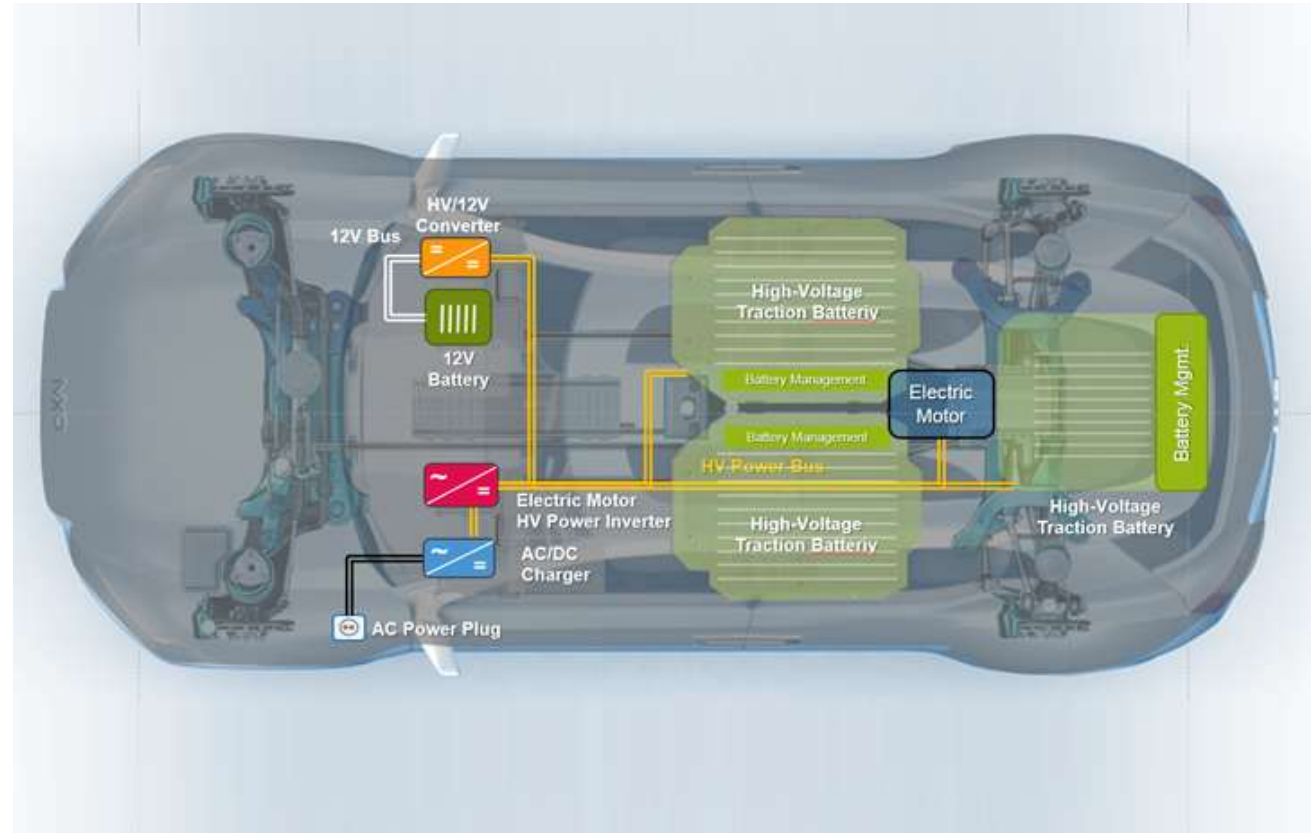 HV/12V
Converter
12V Bus
12V
Battery
High-Voltage
Traction Batteriy
Battery Management
Electric
Motor
Battery Management
HV Power Bus
Electric Motor
HV Power Inverter
High-Voltage
Traction Batteriy
AC/DC
Charger
AC Power Plug
High-Voltage
Traction Battery
Battery Mgmt.
NXP